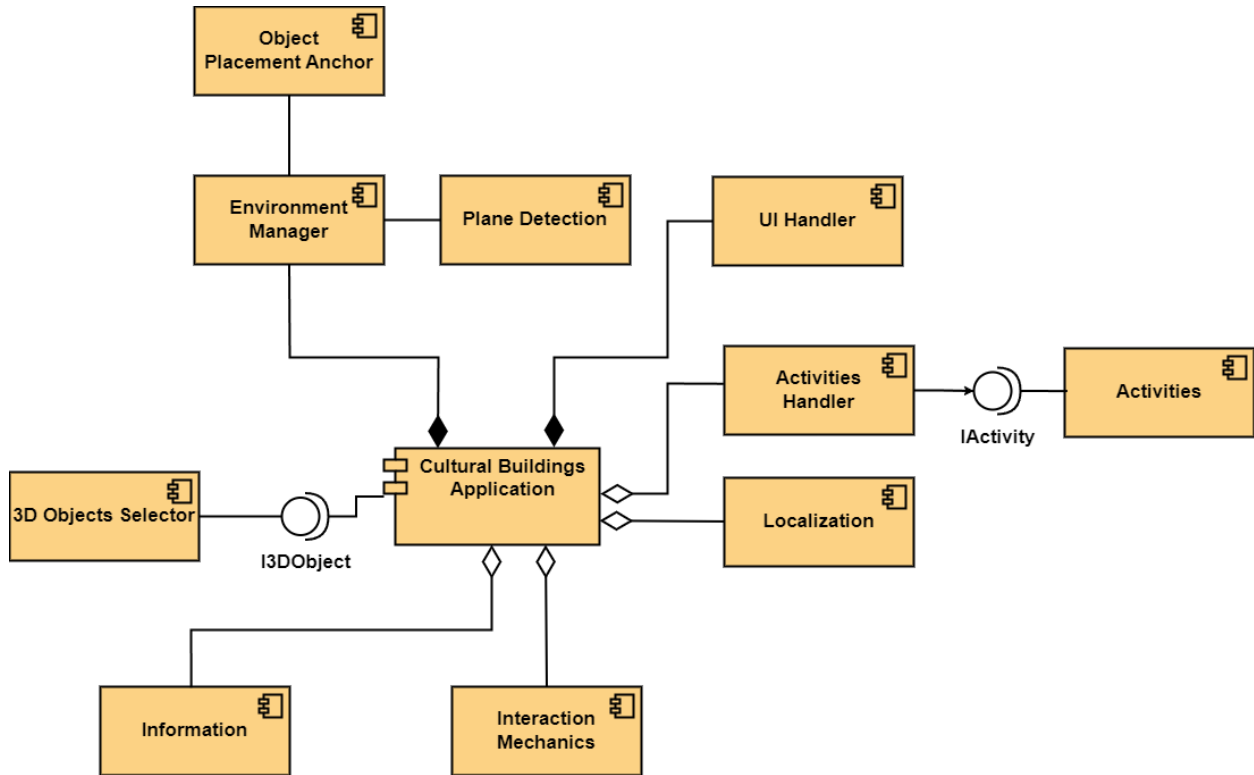 Object
Placement Anchor
Environment
Manager
Plane Detection
UI Handler
Activities
Handler
IActivity
Activities
Cultural Buildings
Application
3D Objects Selector
I3DObject
Localization
Information
Interaction
Mechanics